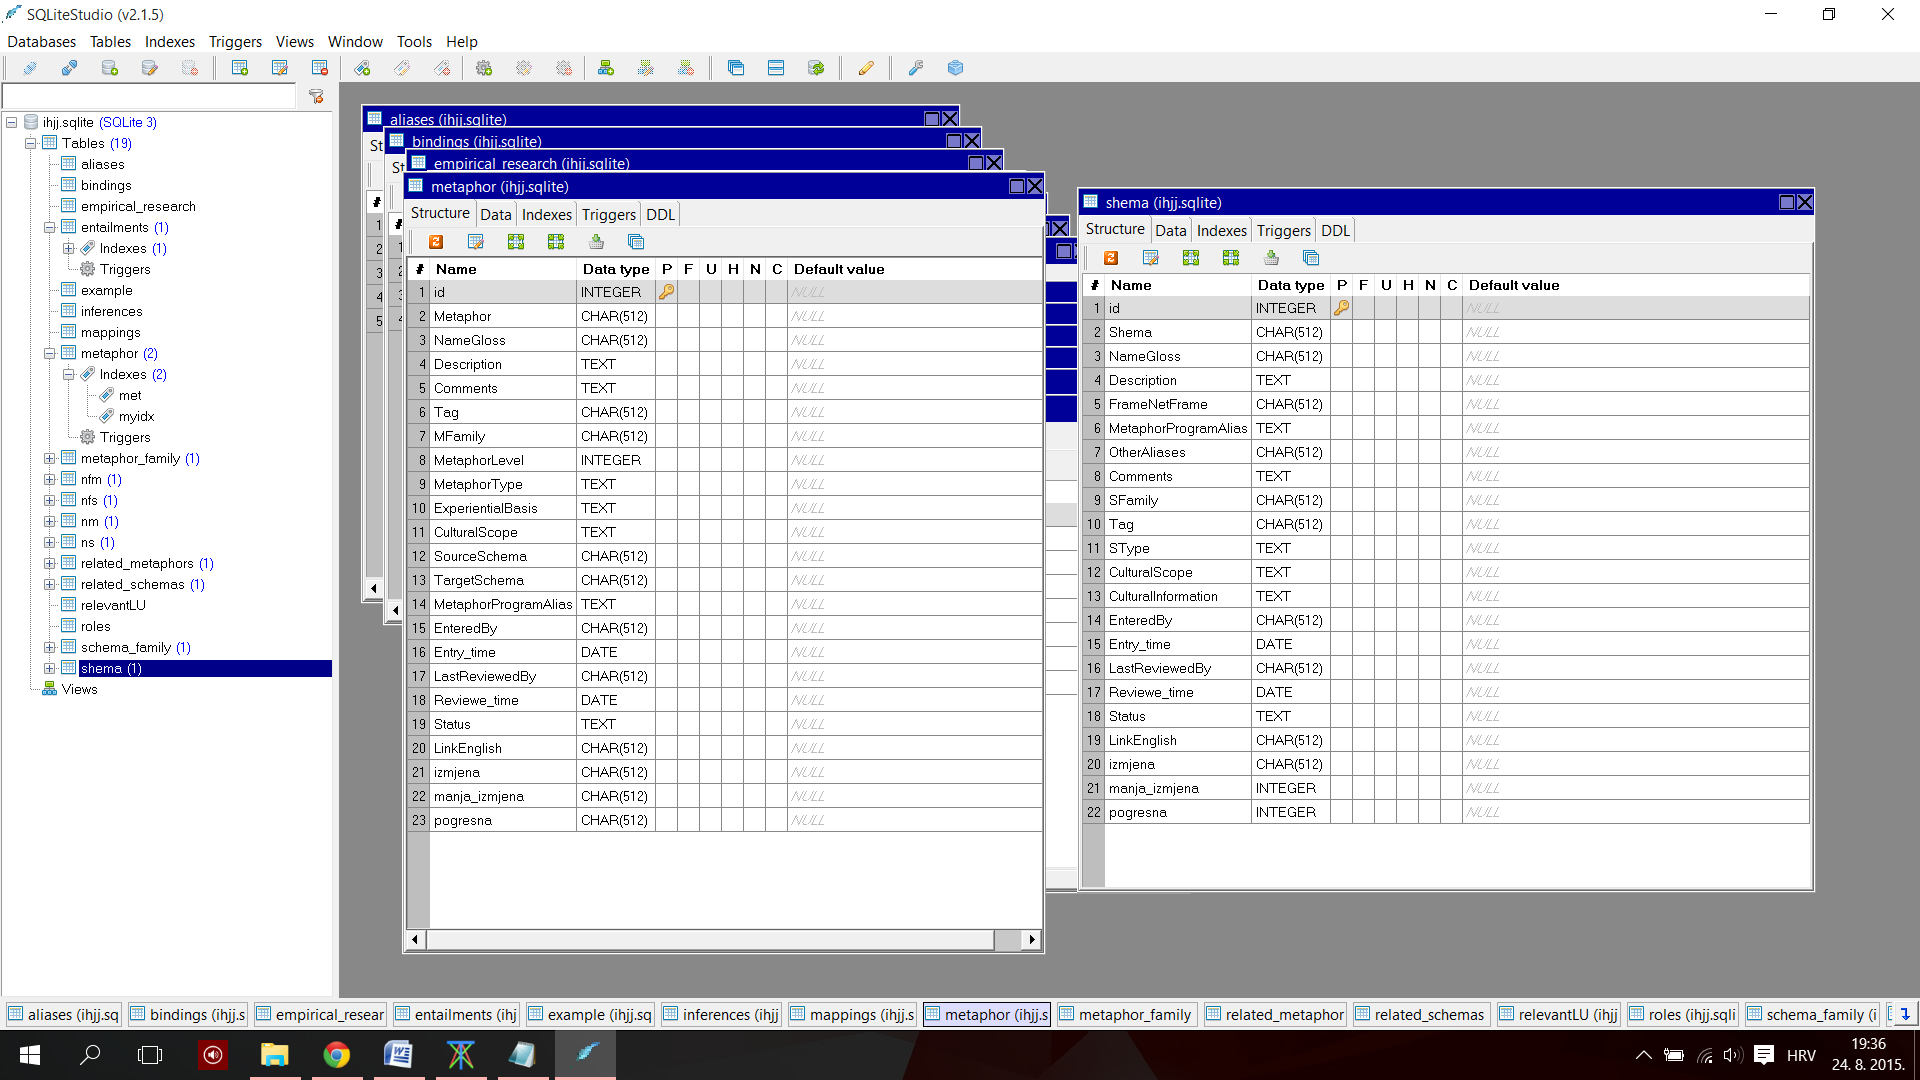 SQLiteStudio (v2.1.5)
Databases Tables Indexes Triggers Views Window Tools Help
ihjj.sqlite (SQLite 3)
Tables (19)
aliases
bindings
empirical_research
entailments (1)
Indexes (1)
Triggers
example
inferences
mappings
metaphor (2)
Indexes (2)
met
myidx
Triggers
metaphor_family (1)
nfm (1)
nfs (1)
nm (1)
ns (1)
related_metaphors (1)
related_schemas (1)
relevantLU
roles
schema_family (1)
shema (1)
Views
aliases (ihjj.sqlite)
St
#
1
2
3
4
5
bindings (ihjj.sqlite)
St
#
1
2
3
4
empirical_research (ihjj.sqlite)
metaphor (ihjj.sqlite)
Structure Data Indexes Triggers DDL
# Name Data type P F U H N C Default value
1 id INTEGER NULL
2 Metaphor CHAR(512) NULL
3 NameGloss CHAR(512) NULL
4 Description TEXT NULL
5 Comments TEXT NULL
6 Tag CHAR(512) NULL
7 MFamily CHAR(512) NULL
8 MetaphorLevel INTEGER NULL
9 MetaphorType TEXT NULL
10 ExperientialBasis TEXT NULL
11 CulturalScope TEXT NULL
12 SourceSchema CHAR(512) NULL
13 TargetSchema CHAR(512) NULL
14 MetaphorProgramAlias TEXT NULL
15 EnteredBy CHAR(512) NULL
16 Entry_time DATE NULL
17 LastReviewedBy CHAR(512) NULL
18 Reviewe_time DATE NULL
19 Status TEXT NULL
20 LinkEnglish CHAR(512) NULL
21 izmjena CHAR(512) NULL
22 manja_izmjena CHAR(512) NULL
23 pogresna CHAR(512) NULL
shema (ihjj.sqlite)
Structure Data Indexes Triggers DDL
# Name Data type P F U H N C Default value
1 id INTEGER NULL
2 Shema CHAR(512) NULL
3 NameGloss CHAR(512) NULL
4 Description TEXT NULL
5 FrameNetFrame CHAR(512) NULL
6 MetaphorProgramAlias TEXT NULL
7 OtherAliases CHAR(512) NULL
8 Comments TEXT NULL
9 SFamily CHAR(512) NULL
10 Tag CHAR(512) NULL
11 SType TEXT NULL
12 CulturalScope TEXT NULL
13 CulturalInformation TEXT NULL
14 EnteredBy CHAR(512) NULL
15 Entry_time DATE NULL
16 LastReviewedBy CHAR(512) NULL
17 Reviewe_time DATE NULL
18 Status TEXT NULL
19 LinkEnglish CHAR(512) NULL
20 izmjena CHAR(512) NULL
21 manja_izmjena INTEGER NULL
22 pogresna INTEGER NULL
aliases (ihjj.sq bindings (ihjj.s empirical_resear entailments (ihj example (ihjj.sq inferences (ihjj mappings (ihjj.s metaphor (ihjj.s metaphor_family related_metaphor related_schemas relevantLU (ihjj roles (ihjj.sqli schema_family (i
HRV
19:36
24. 8. 2015.